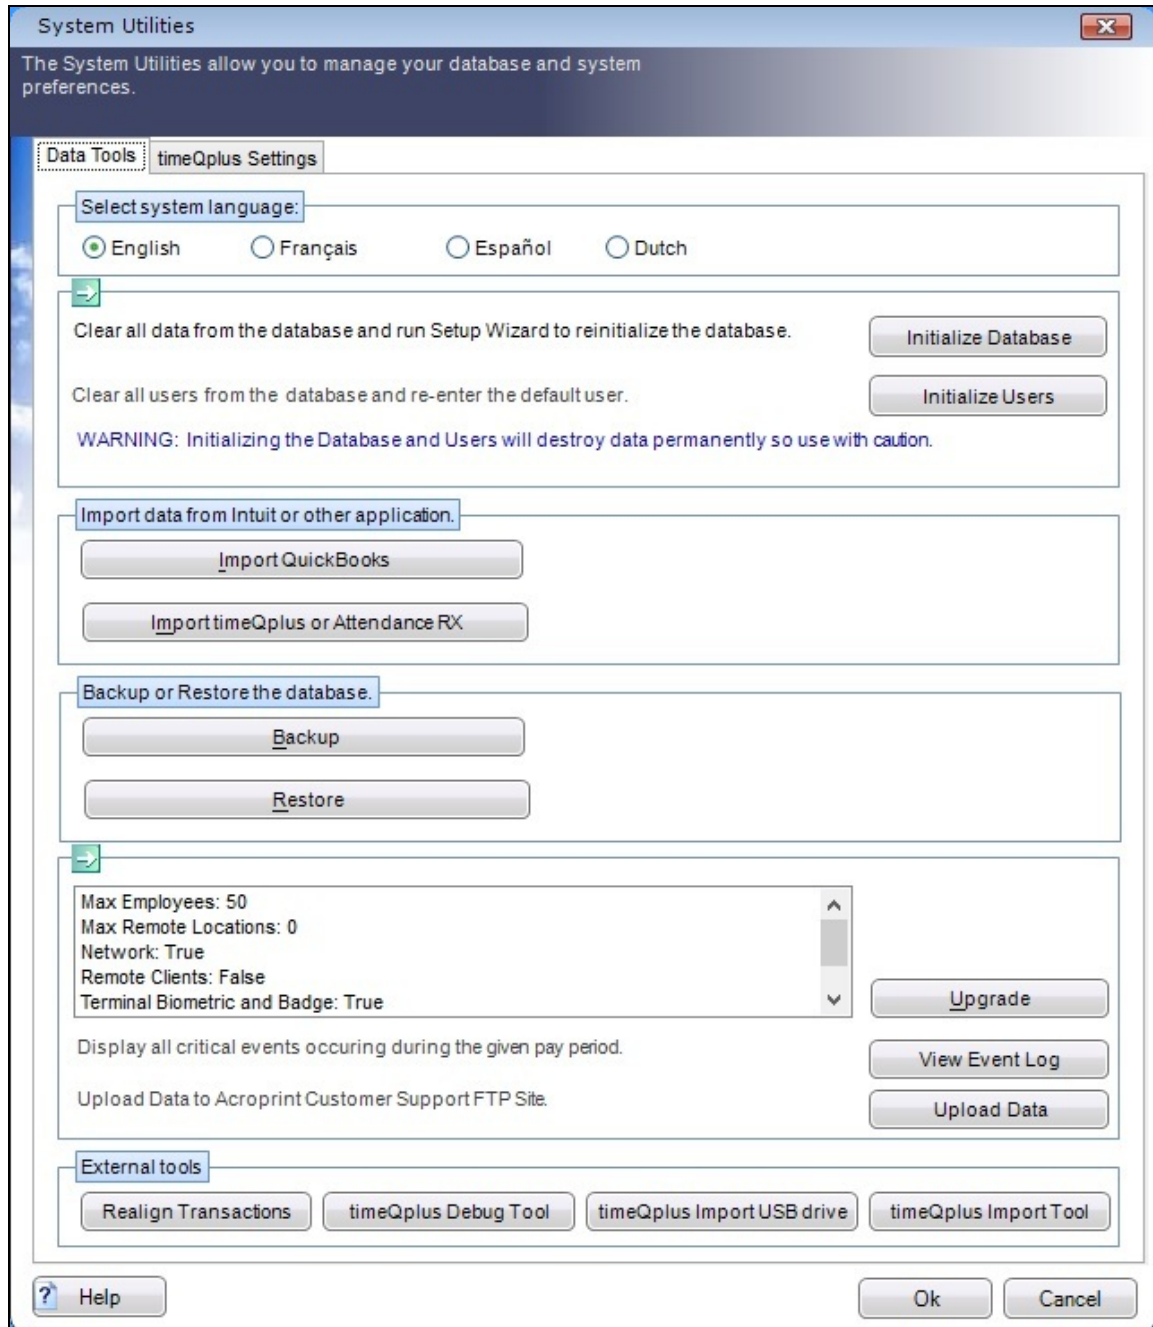 System Utilities
The System Utilities allow you to manage your database and system
preferences.
Data Tools
timeQplus Settings
Select system language:
English
Français
Español
Dutch
Clear all data from the database and run Setup Wizard to reinitialize the database.
Initialize Database
Clear all users from the database and re-enter the default user.
Initialize Users
WARNING: Initializing the Database and Users will destroy data permanently so use with caution.
Import data from Intuit or other application.
Import QuickBooks
Import timeQplus or Attendance RX
Backup or Restore the database.
Backup
Restore
Max Employees: 50
Max Remote Locations: 0
Network: True
Remote Clients: False
Terminal Biometric and Badge: True
Upgrade
Display all critical events occuring during the given pay period.
View Event Log
Upload Data to Acroprint Customer Support FTP Site.
Upload Data
External tools
Realign Transactions
timeQplus Debug Tool
timeQplus Import USB drive
timeQplus Import Tool
Help
Ok
Cancel